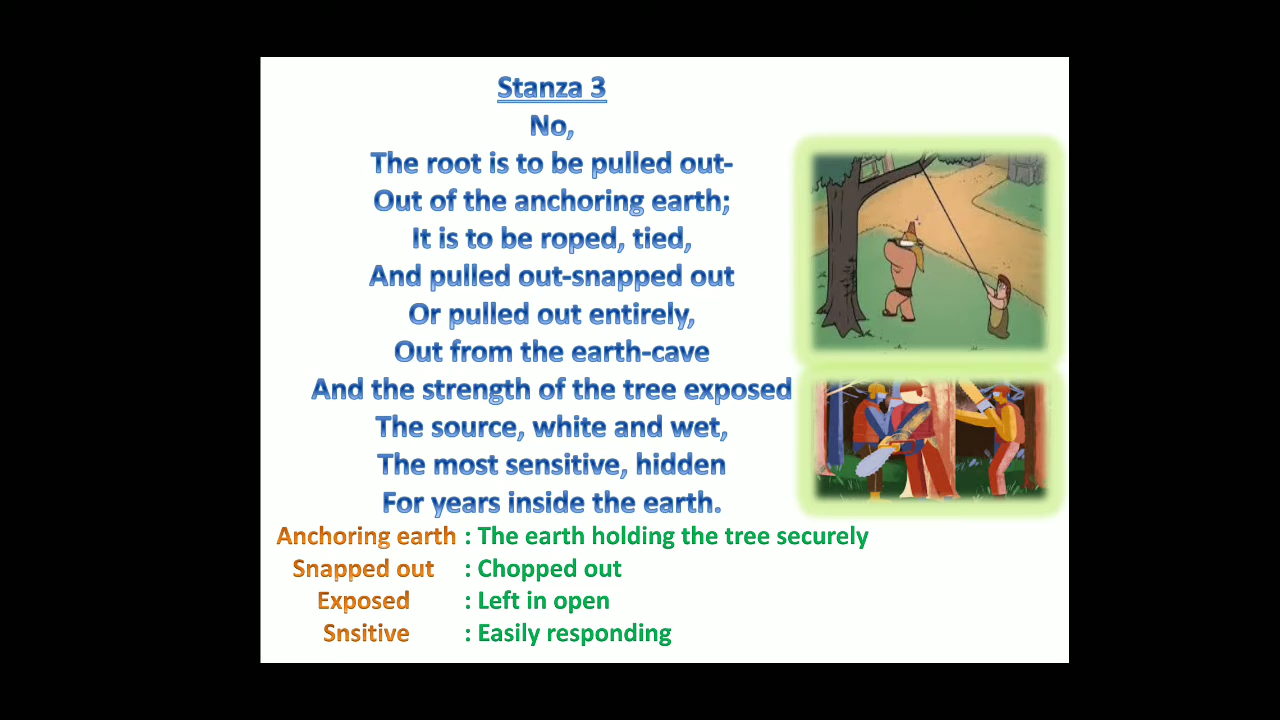 Stanza 3
No,
The root is to be pulled out-
Out of the anchoring earth;
It is to be roped, tied,
And pulled out-snapped out
Or pulled out entirely,
Out from the earth-cave
And the strength of the tree exposed
The source, white and wet,
The most sensitive, hidden
For years inside the earth.
Anchoring earth : The earth holding the tree securely
Snapped out : Chopped out
Exposed : Left in open
Snsitive : Easily responding